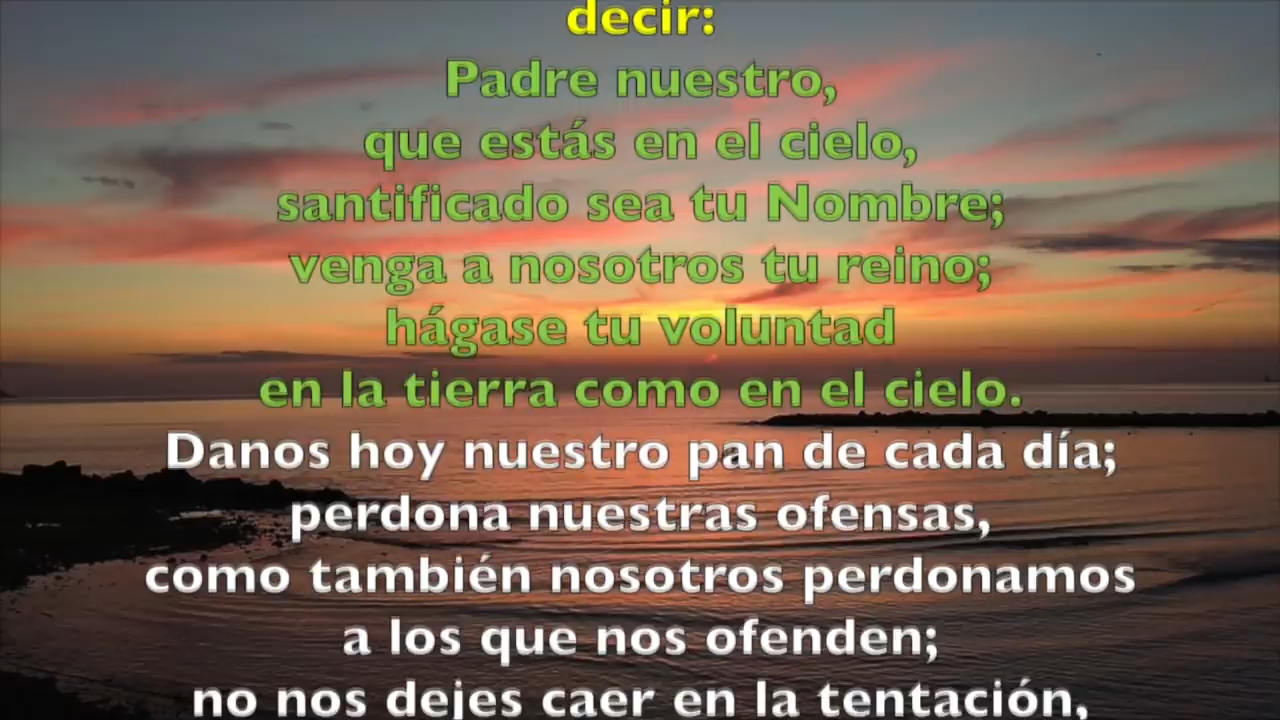 decir:
Padre nuestro,
que estás en el cielo,
santificado sea tu Nombre;
venga a nosotros tu reino;
hágase tu voluntad
en la tierra como en el cielo.
Danos hoy nuestro pan de cada día;
perdona nuestras ofensas,
como también nosotros perdonamos
a los que nos ofenden;
no nos dejes caer en la tentación,